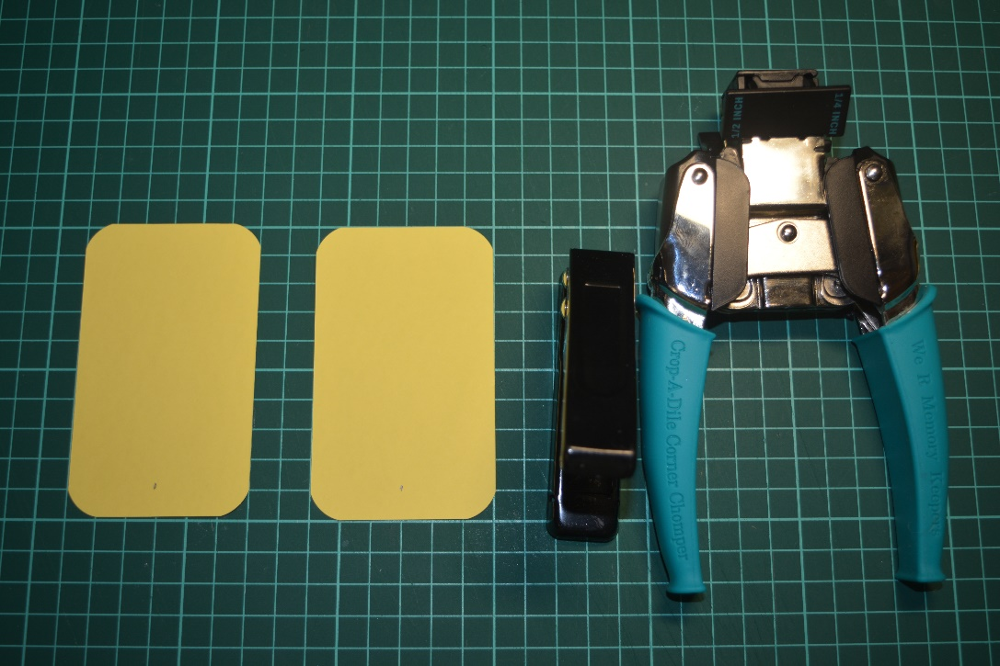 1/2 INCH
1/4 INCH
Crop-A-Dile Corner Chomper
We R Memory Keepers